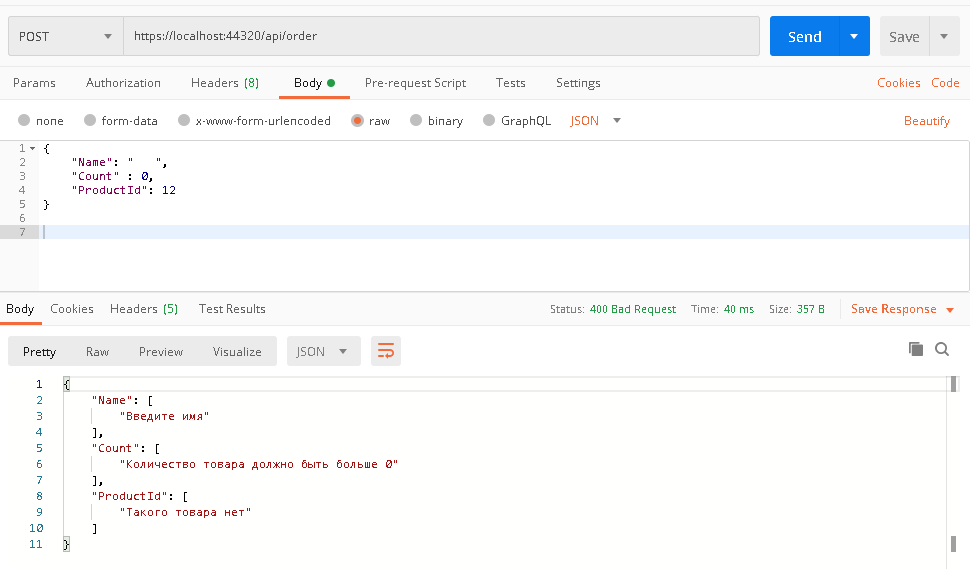 POST https://localhost:44320/api/order Send Save
Params Authorization Headers (8) Body Pre-request Script Tests Settings Cookies Code
none form-data x-www-form-urlencoded raw binary GraphQL JSON Beautify
1 {
2 "Name": "   ",
3 "Count" : 0,
4 "ProductId": 12
5 }
6
7
Body Cookies Headers (5) Test Results Status: 400 Bad Request Time: 40 ms Size: 357 B Save Response
Pretty Raw Preview Visualize JSON
1 {
2 "Name": [
3 "Введите имя"
4 ],
5 "Count": [
6 "Количество товара должно быть больше 0"
7 ],
8 "ProductId": [
9 "Такого товара нет"
10 ]
11 }